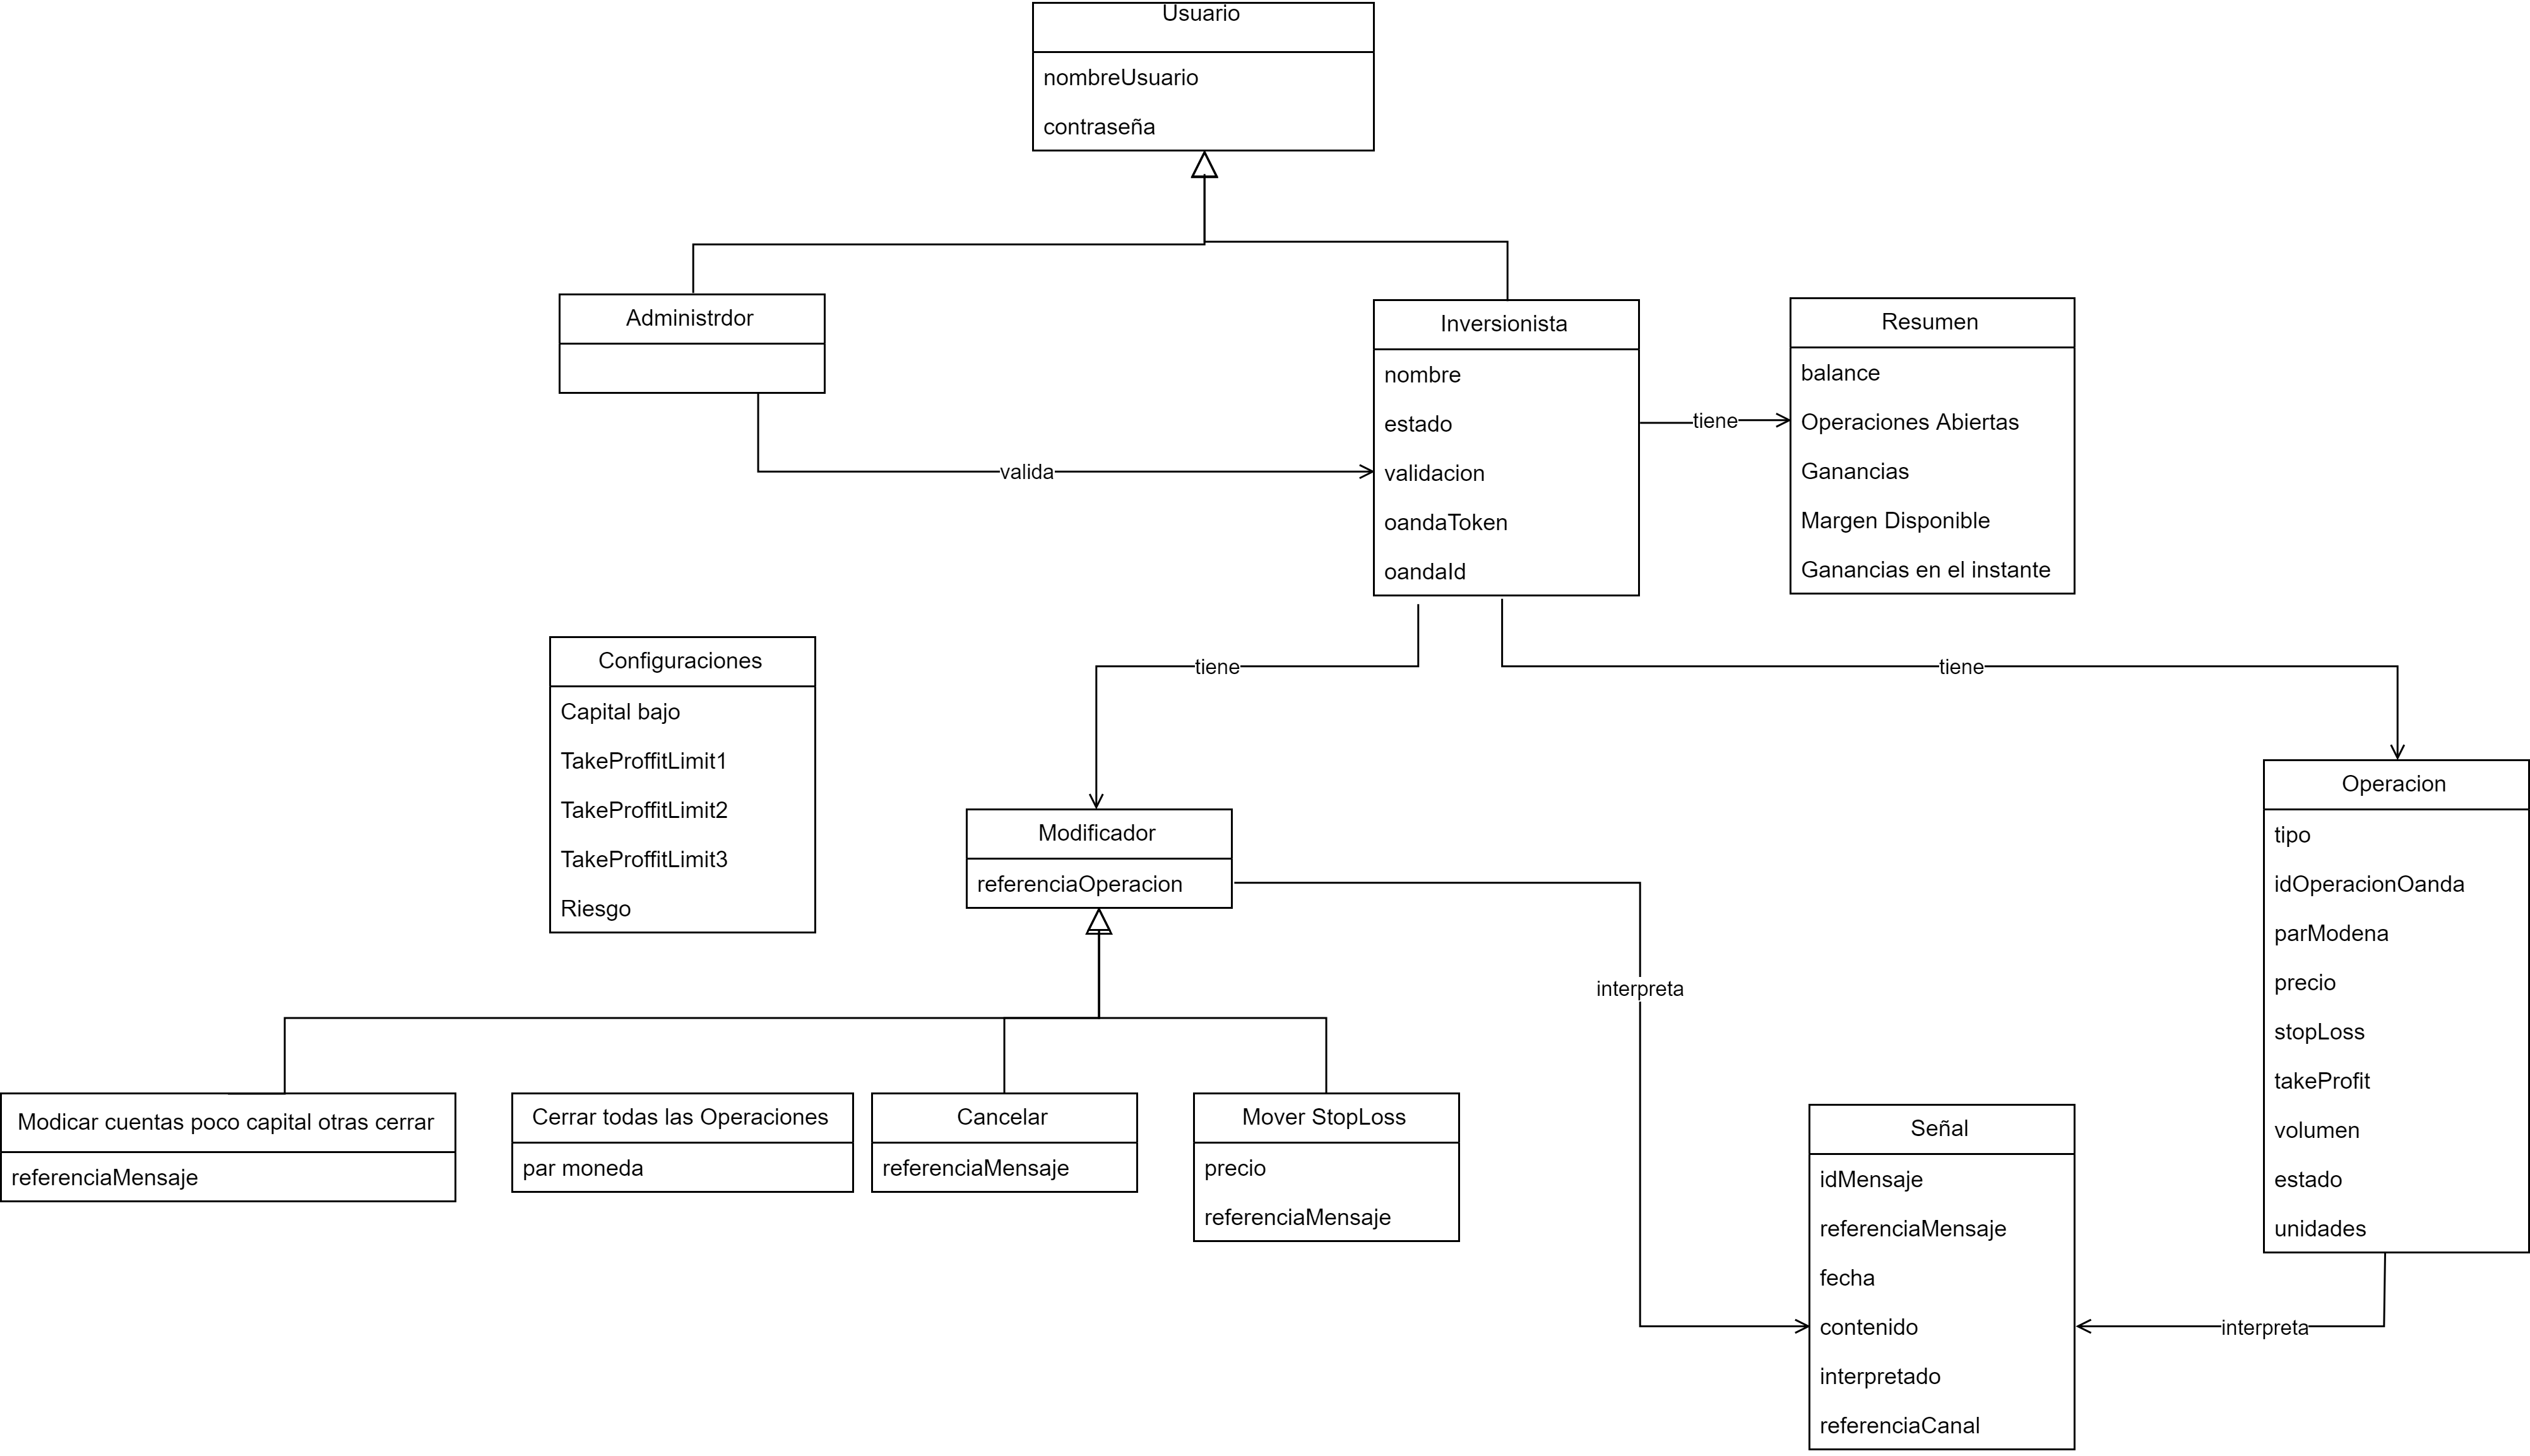 Usuario
nombreUsuario
contraseña
Administrdor
Inversionista
nombre
estado
validacion
oandaToken
oandaId
Resumen
balance
Operaciones Abiertas
Ganancias
Margen Disponible
Ganancias en el instante
tiene
valida
Configuraciones
Capital bajo
TakeProffitLimit1
TakeProffitLimit2
TakeProffitLimit3
Riesgo
tiene
tiene
Modificador
referenciaOperacion
Operacion
tipo
idOperacionOanda
parModena
precio
stopLoss
takeProfit
volumen
estado
unidades
interpreta
Modicar cuentas poco capital otras cerrar
referenciaMensaje
Cerrar todas las Operaciones
par moneda
Cancelar
referenciaMensaje
Mover StopLoss
precio
referenciaMensaje
Señal
idMensaje
referenciaMensaje
fecha
contenido
interpretado
referenciaCanal
interpreta